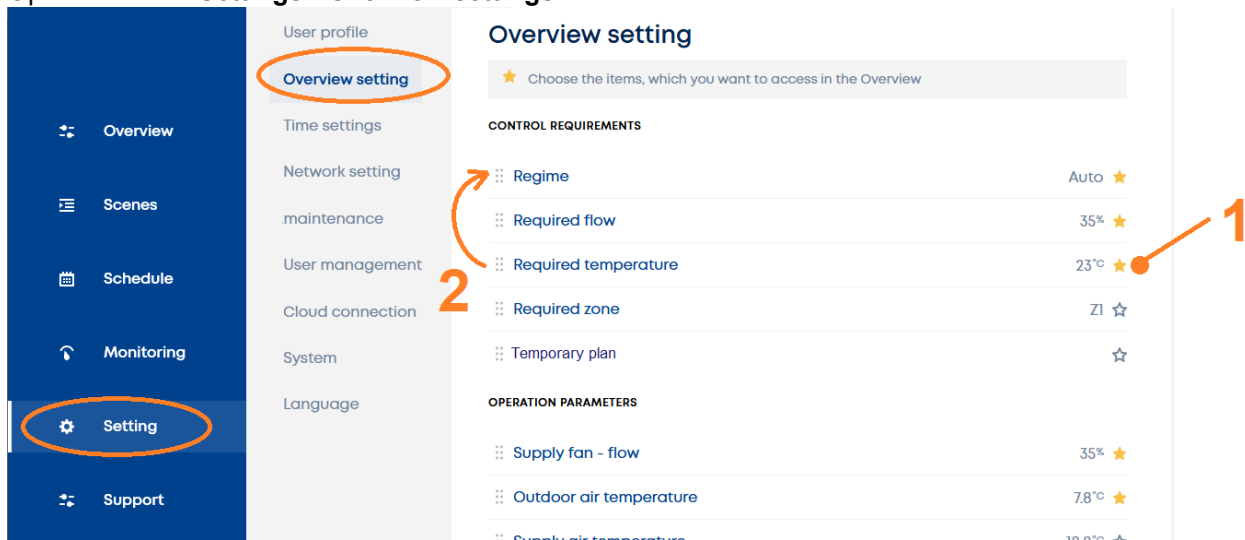 User profile
Overview setting
Time settings
Network setting
.maintenance
User management
Cloud connection
System
Language
Overview
Scenes
Schedule
Monitoring
Setting
Support
Overview setting
Choose the items, which you want to access in the Overview
CONTROL REQUIREMENTS
Regime Auto
Required flow 35%
Required temperature 23°C
Required zone Z1
Temporary plan
1
2
OPERATION PARAMETERS
Supply fan - flow 35%
Outdoor air temperature 7.8°C
Supply air temperature